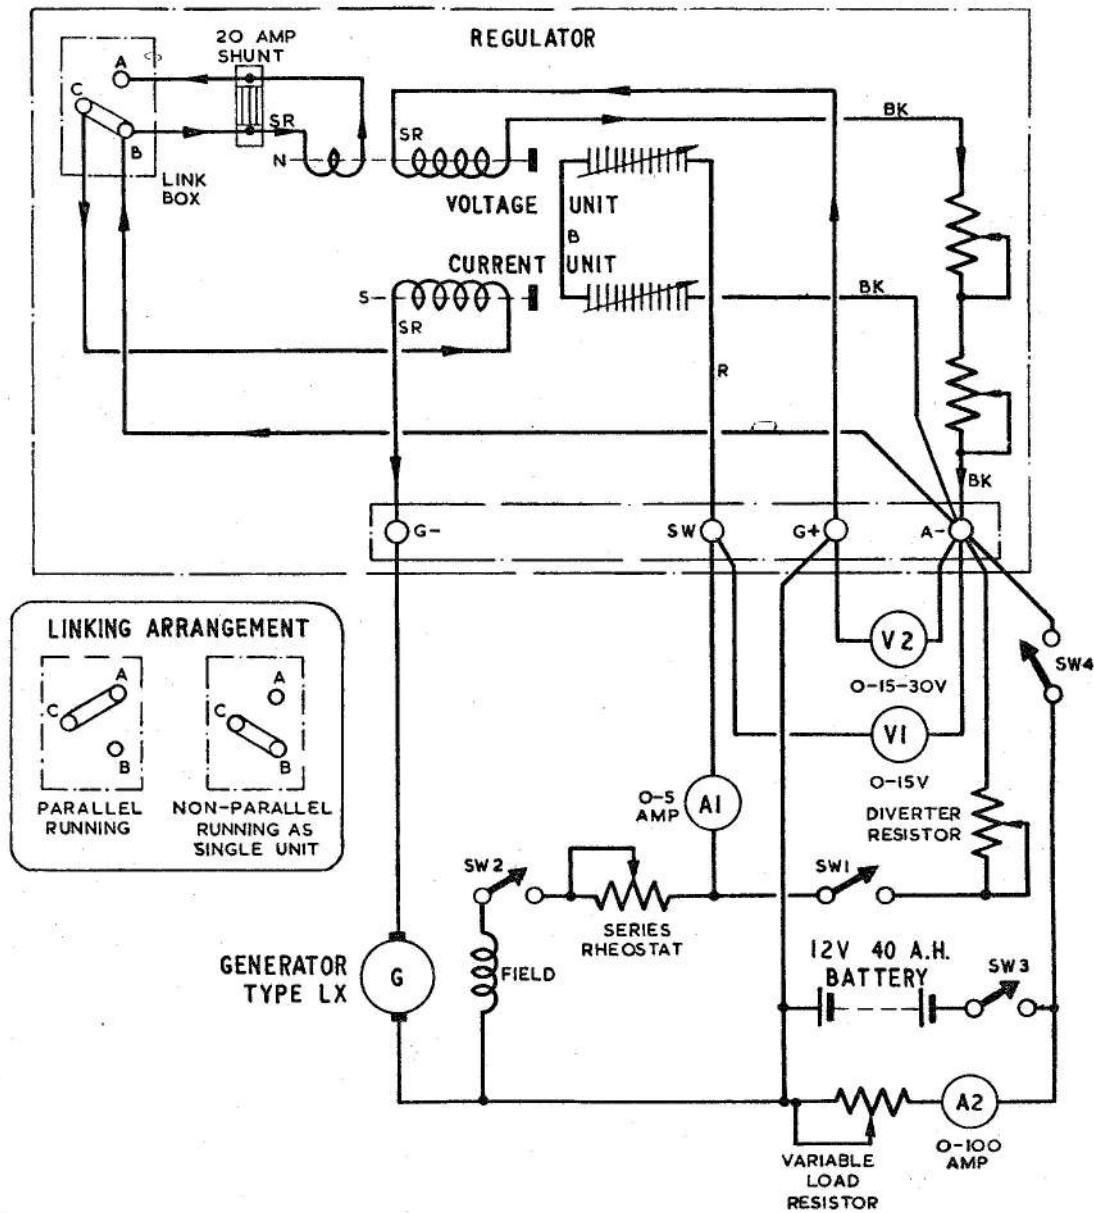 REGULATOR
20 AMP
SHUNT
A
C
B
SR
SR
BK
N
LINK
BOX
VOLTAGE UNIT
B
CURRENT UNIT
S
SR
BK
R
BK
G-
SW
G+
A-
LINKING ARRANGEMENT
A
C
B
PARALLEL
RUNNING
A
C
B
NON-PARALLEL
RUNNING AS
SINGLE UNIT
V2
0-15-30V
SW4
V1
0-15V
0-5
AMP
A1
DIVERTER
RESISTOR
SW2
SW1
SERIES
RHEOSTAT
GENERATOR
TYPE LX
G
FIELD
12V 40 A.H.
BATTERY
SW3
A2
0-100
AMP
VARIABLE
LOAD
RESISTOR